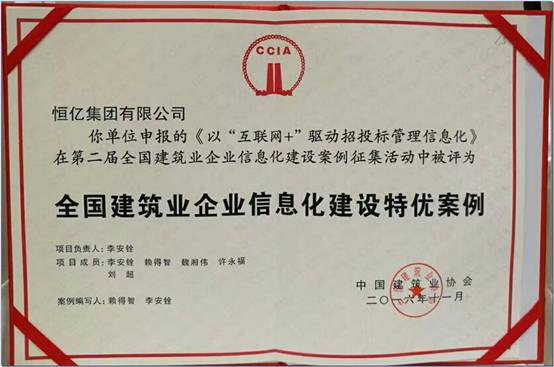 CCIA
恒亿集团有限公司
你单位申报的《以“互联网+”驱动招投标管理信息化》
在第二届全国建筑业企业信息化建设案例征集活动中被评为
全国建筑业企业信息化建设特优案例
项目负责人：李安铨
项目成员：李安铨 赖得智 魏湘伟 许永福
刘超
案例编写人：赖得智 李安铨
中国建筑业协会
二〇一六年十一月